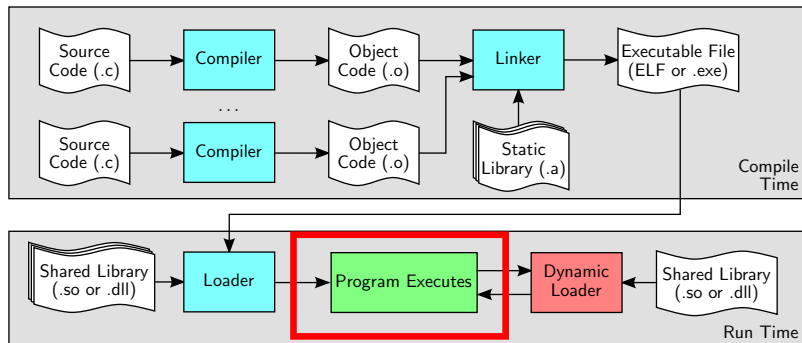 Source
Code (.c)
Compiler
Object
Code (.o)
Linker
Executable File
(ELF or .exe)
...
Source
Code (.c)
Compiler
Object
Code (.o)
Static
Library (.a)
Compile
Time
Shared Library
(.so or .dll)
Loader
Program Executes
Dynamic
Loader
Shared Library
(.so or .dll)
Run Time